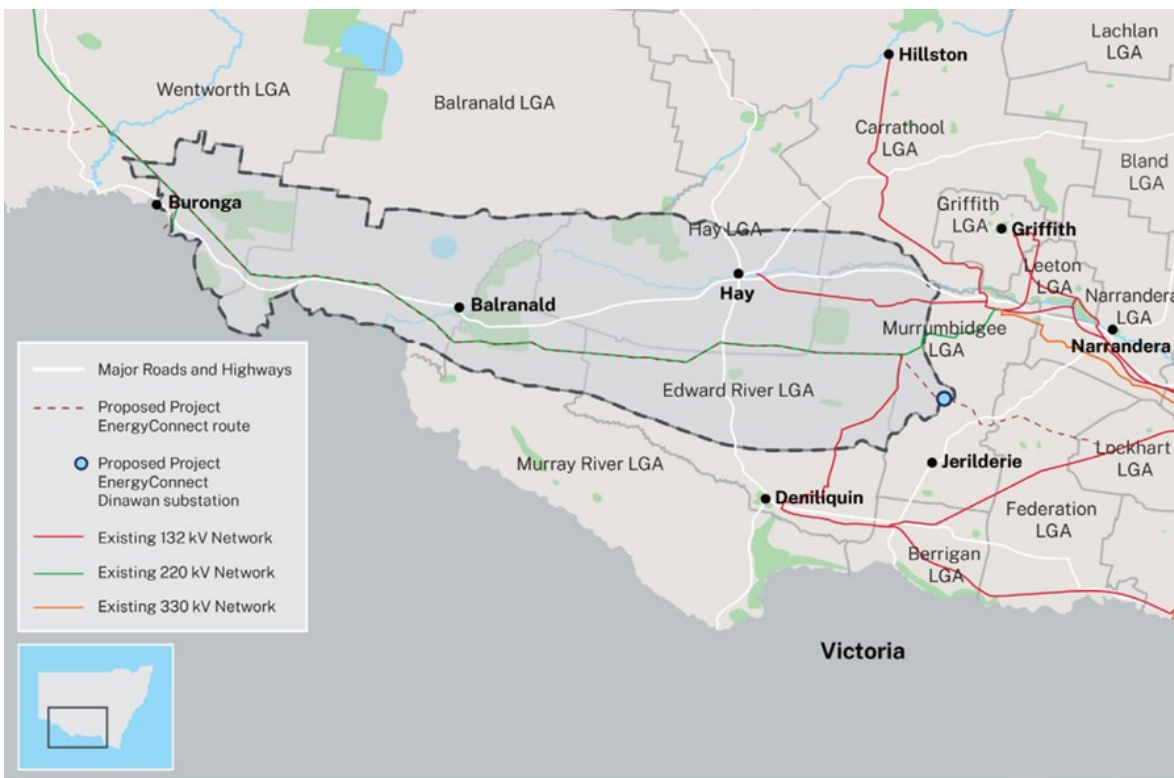 Hillston
Lachlan
LGA
Wentworth LGA
Balranald LGA
Carrathool
LGA
Bland
LGA
Buronga
Griffith
LGA
Griffith
Hay LGA
Leeton
LGA
Hay
Balranald
Narrandera
LGA
Murrumbidgee
LGA
Narrandera
Edward River LGA
Murray River LGA
Jerilderie
Lockhart
LGA
Deniliquin
Federation
LGA
Berrigan
LGA
Victoria
Major Roads and Highways
Proposed Project
EnergyConnect route
Proposed Project
EnergyConnect
Dinawan substation
Existing 132 kV Network
Existing 220 kV Network
Existing 330 kV Network